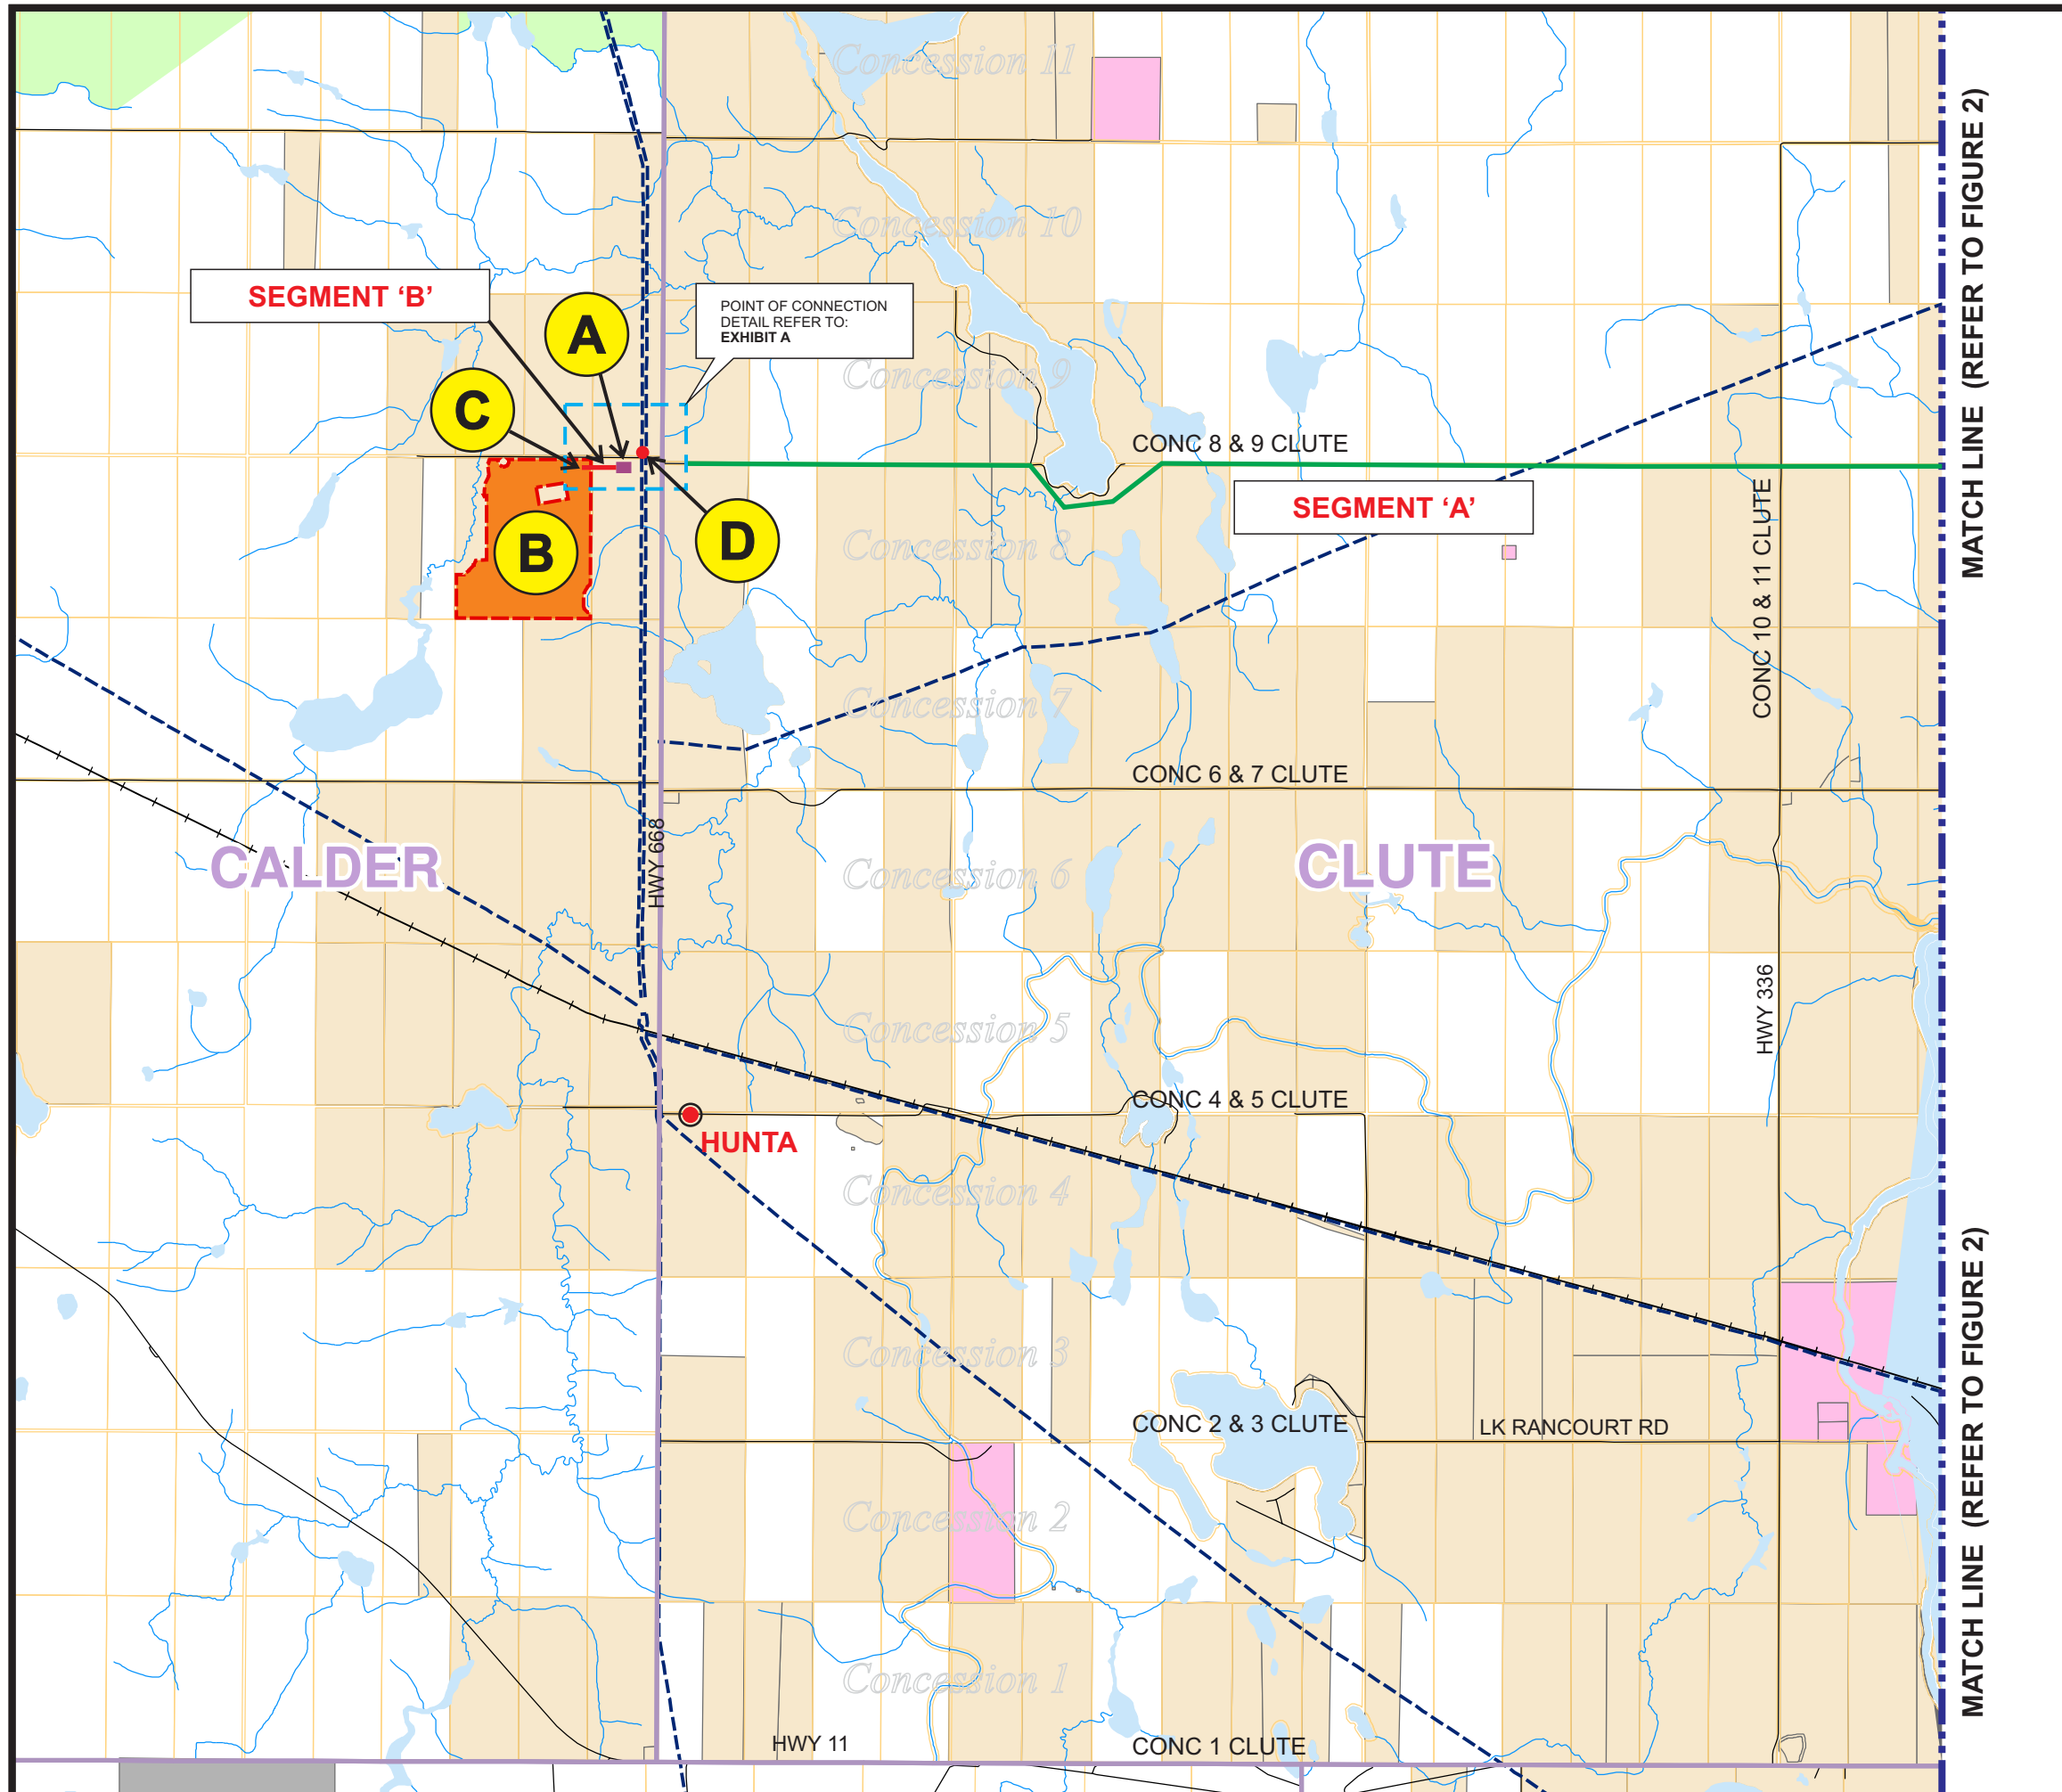 Concession 11
MATCH LINE (REFER TO FIGURE 2)
Concession 10
SEGMENT ‘B’
A
POINT OF CONNECTION
DETAIL REFER TO:
EXHIBIT A
Concession 9
C
CONC 8 & 9 CLUTE
SEGMENT ‘A’
B
D
Concession 8
CONC 10 & 11 CLUTE
Concession 7
CONC 6 & 7 CLUTE
CALDER
HWY 668
Concession 6
CLUTE
Concession 5
HWY 336
CONC 4 & 5 CLUTE
HUNTA
Concession 4
MATCH LINE (REFER TO FIGURE 2)
Concession 3
CONC 2 & 3 CLUTE
LK RANCOURT RD
Concession 2
Concession 1
HWY 11
CONC 1 CLUTE